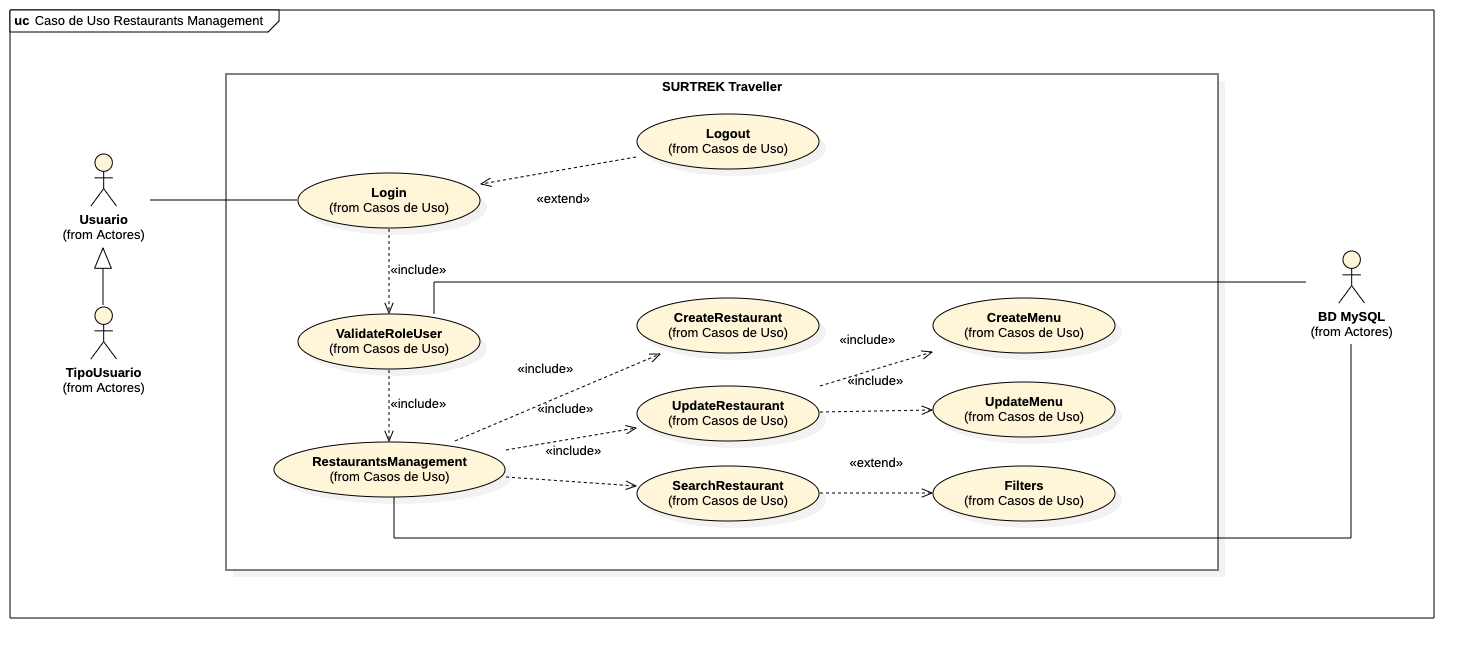 uc Caso de Uso Restaurants Management
SURTREK Traveller
Logout
(from Casos de Uso)
Login
(from Casos de Uso)
«extend»
Usuario
(from Actores)
«include»
BD MySQL
(from Actores)
CreateRestaurant
(from Casos de Uso)
CreateMenu
(from Casos de Uso)
ValidateRoleUser
(from Casos de Uso)
«include»
«include»
TipoUsuario
(from Actores)
«include»
«include»
«include»
UpdateRestaurant
(from Casos de Uso)
UpdateMenu
(from Casos de Uso)
«include»
RestaurantsManagement
(from Casos de Uso)
«extend»
SearchRestaurant
(from Casos de Uso)
Filters
(from Casos de Uso)